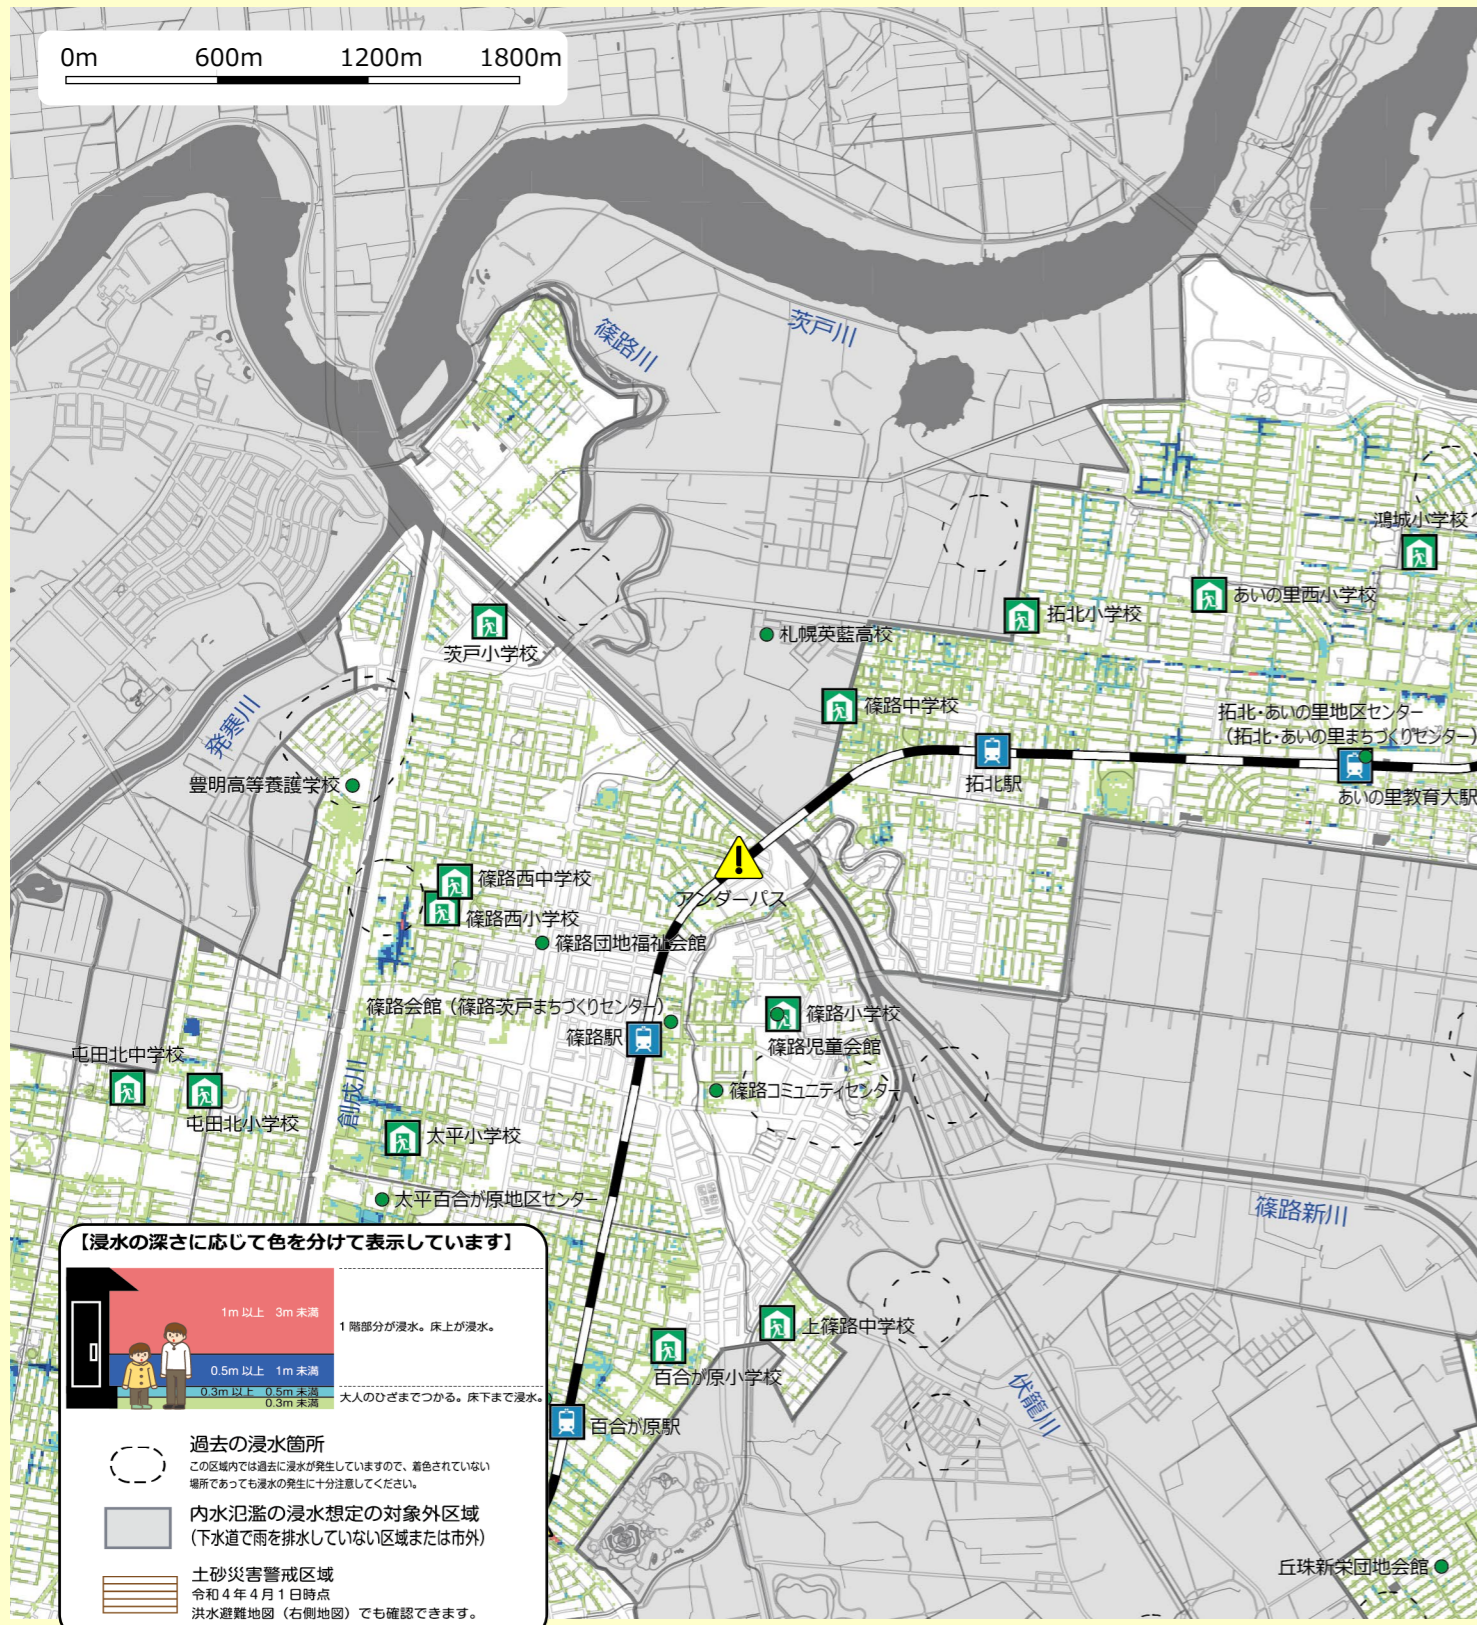 0m 600m 1200m 1800m
篠路川
茨戸川
鴻城小学校
あいの里西小学校
拓北小学校
札幌英藍高校
茨戸小学校
発寒川
篠路中学校
拓北・あいの里地区センター
(拓北・あいの里まちづくりセンター)
拓北駅
あいの里教育大駅
豊明高等養護学校
篠路西中学校
アンダーパス
篠路西小学校
篠路団地福祉会館
篠路会館(篠路茨戸まちづくりセンター)
篠路小学校
篠路駅
篠路児童会館
屯田北中学校
篠路コミュニティセンター
創成川
屯田北小学校
太平小学校
太平百合が原地区センター
篠路新川
上篠路中学校
百合が原小学校
伏籠川
百合が原駅
丘珠新栄団地会館
【浸水の深さに応じて色を分けて表示しています】
1m 以上 3m 未満
1 階部分が浸水。床上が浸水。
0.5m 以上 1m 未満
0.3m 以上 0.5m 未満
0.3m 未満
大人のひざまでつかる。床下まで浸水。
過去の浸水箇所
この区域内では過去に浸水が発生していますので、着色されていない
場所であっても浸水の発生に十分注意してください。
内水氾濫の浸水想定の対象外区域
(下水道で雨を排水していない区域または市外)
土砂災害警戒区域
令和４年４月１日時点
洪水避難地図（右側地図）でも確認できます。